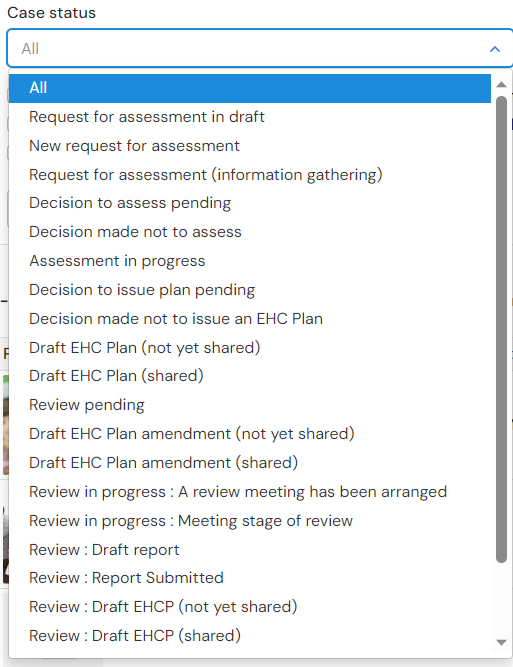 Case status
All
All
Request for assessment in draft
New request for assessment
Request for assessment (information gathering)
Decision to assess pending
Decision made not to assess
Assessment in progress
Decision to issue plan pending
Decision made not to issue an EHC Plan
Draft EHC Plan (not yet shared)
Draft EHC Plan (shared)
Review pending
Draft EHC Plan amendment (not yet shared)
Draft EHC Plan amendment (shared)
Review in progress : A review meeting has been arranged
Review in progress : Meeting stage of review
Review : Draft report
Review : Report Submitted
Review : Draft EHCP (not yet shared)
Review : Draft EHCP (shared)